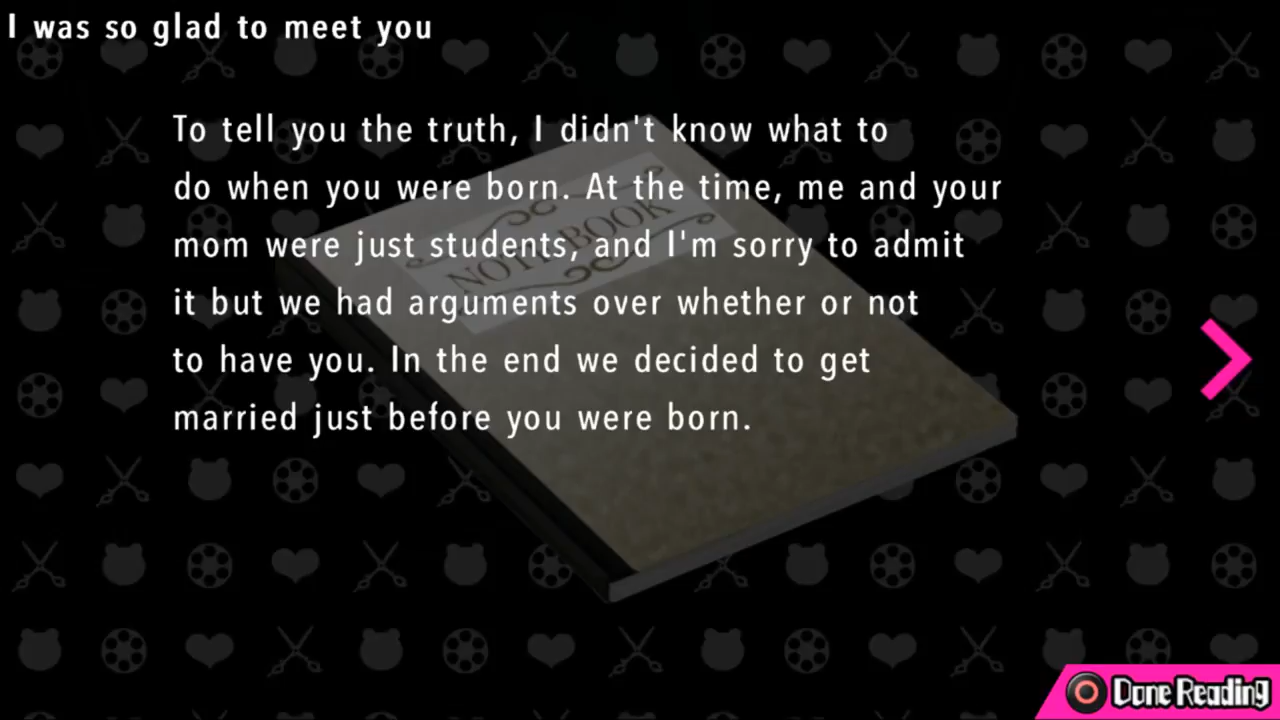 I was so glad to meet you
To tell you the truth, I didn't know what to
do when you were born. At the time, me and your
mom were just students, and I'm sorry to admit
it but we had arguments over whether or not
to have you. In the end we decided to get
married just before you were born.
NOTEBOOK
Done Reading